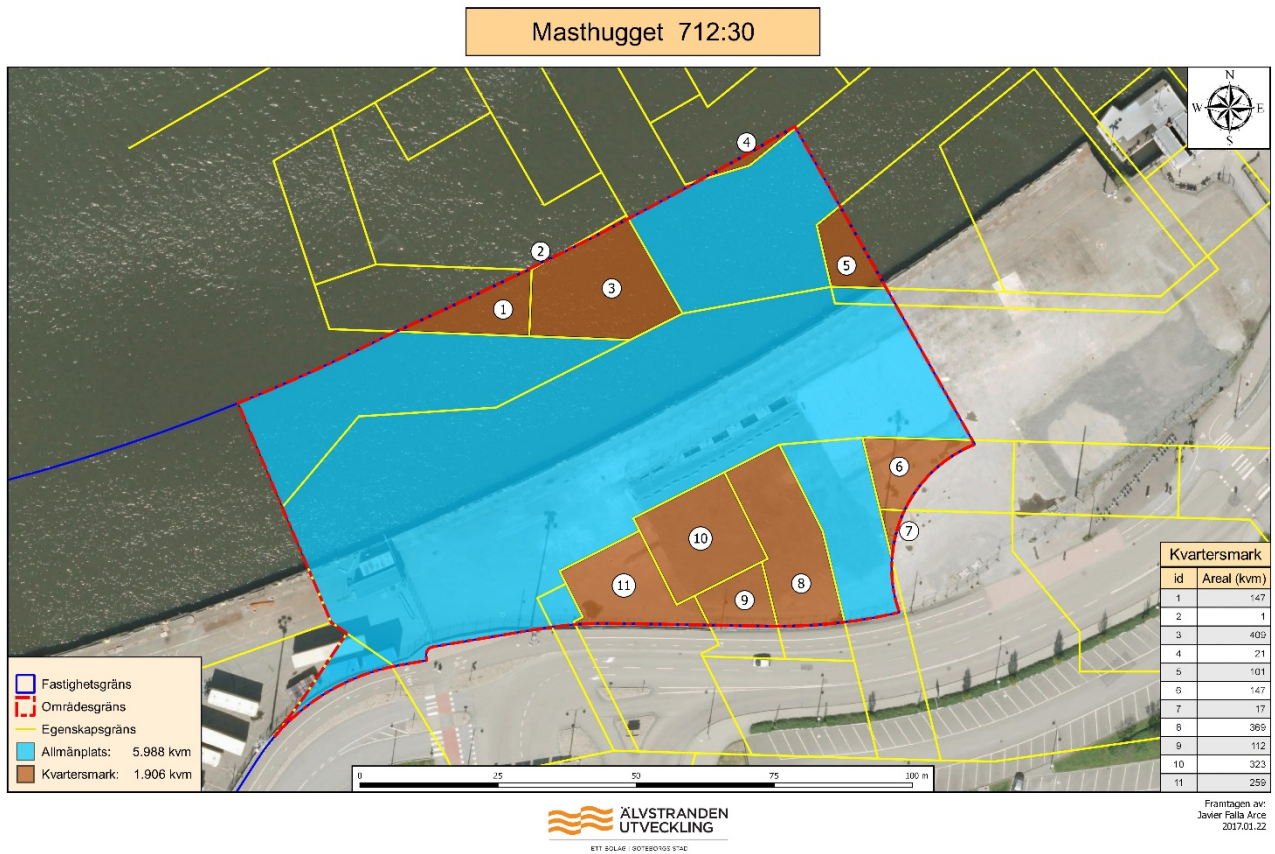 Masthugget 712:30
N
W E
S
4
2
5
3
1
6
7
10
11
8
9
Fastighetsgräns
Områdesgräns
Egenskapsgräns
Allmänplats: 5.988 kvm
Kvartersmark: 1.906 kvm
0 25 50 75 100 m
Kvartersmark
id Areal (kvm)
1 147
2 1
3 409
4 21
5 101
6 147
7 17
8 369
9 112
10 323
11 259
ÄLVSTRANDEN
UTVECKLING
ETT BOLAG I GÖTEBORGS STAD
Framtagen av:
Javier Falla Arce
2017.01.22